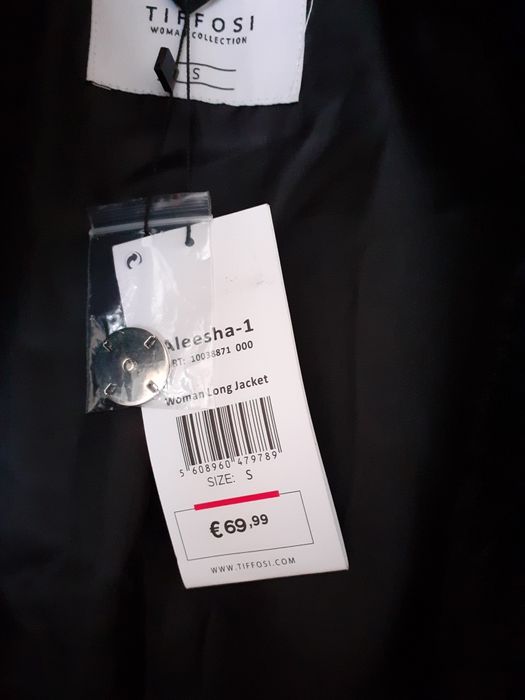 TIFFOSI
WOMAN COLLECTION
S
Aleesha-1
ART: 10038871 000
Woman Long Jacket
5 608960 479789
SIZE: S
€69,99
WWW.TIFFOSI.COM